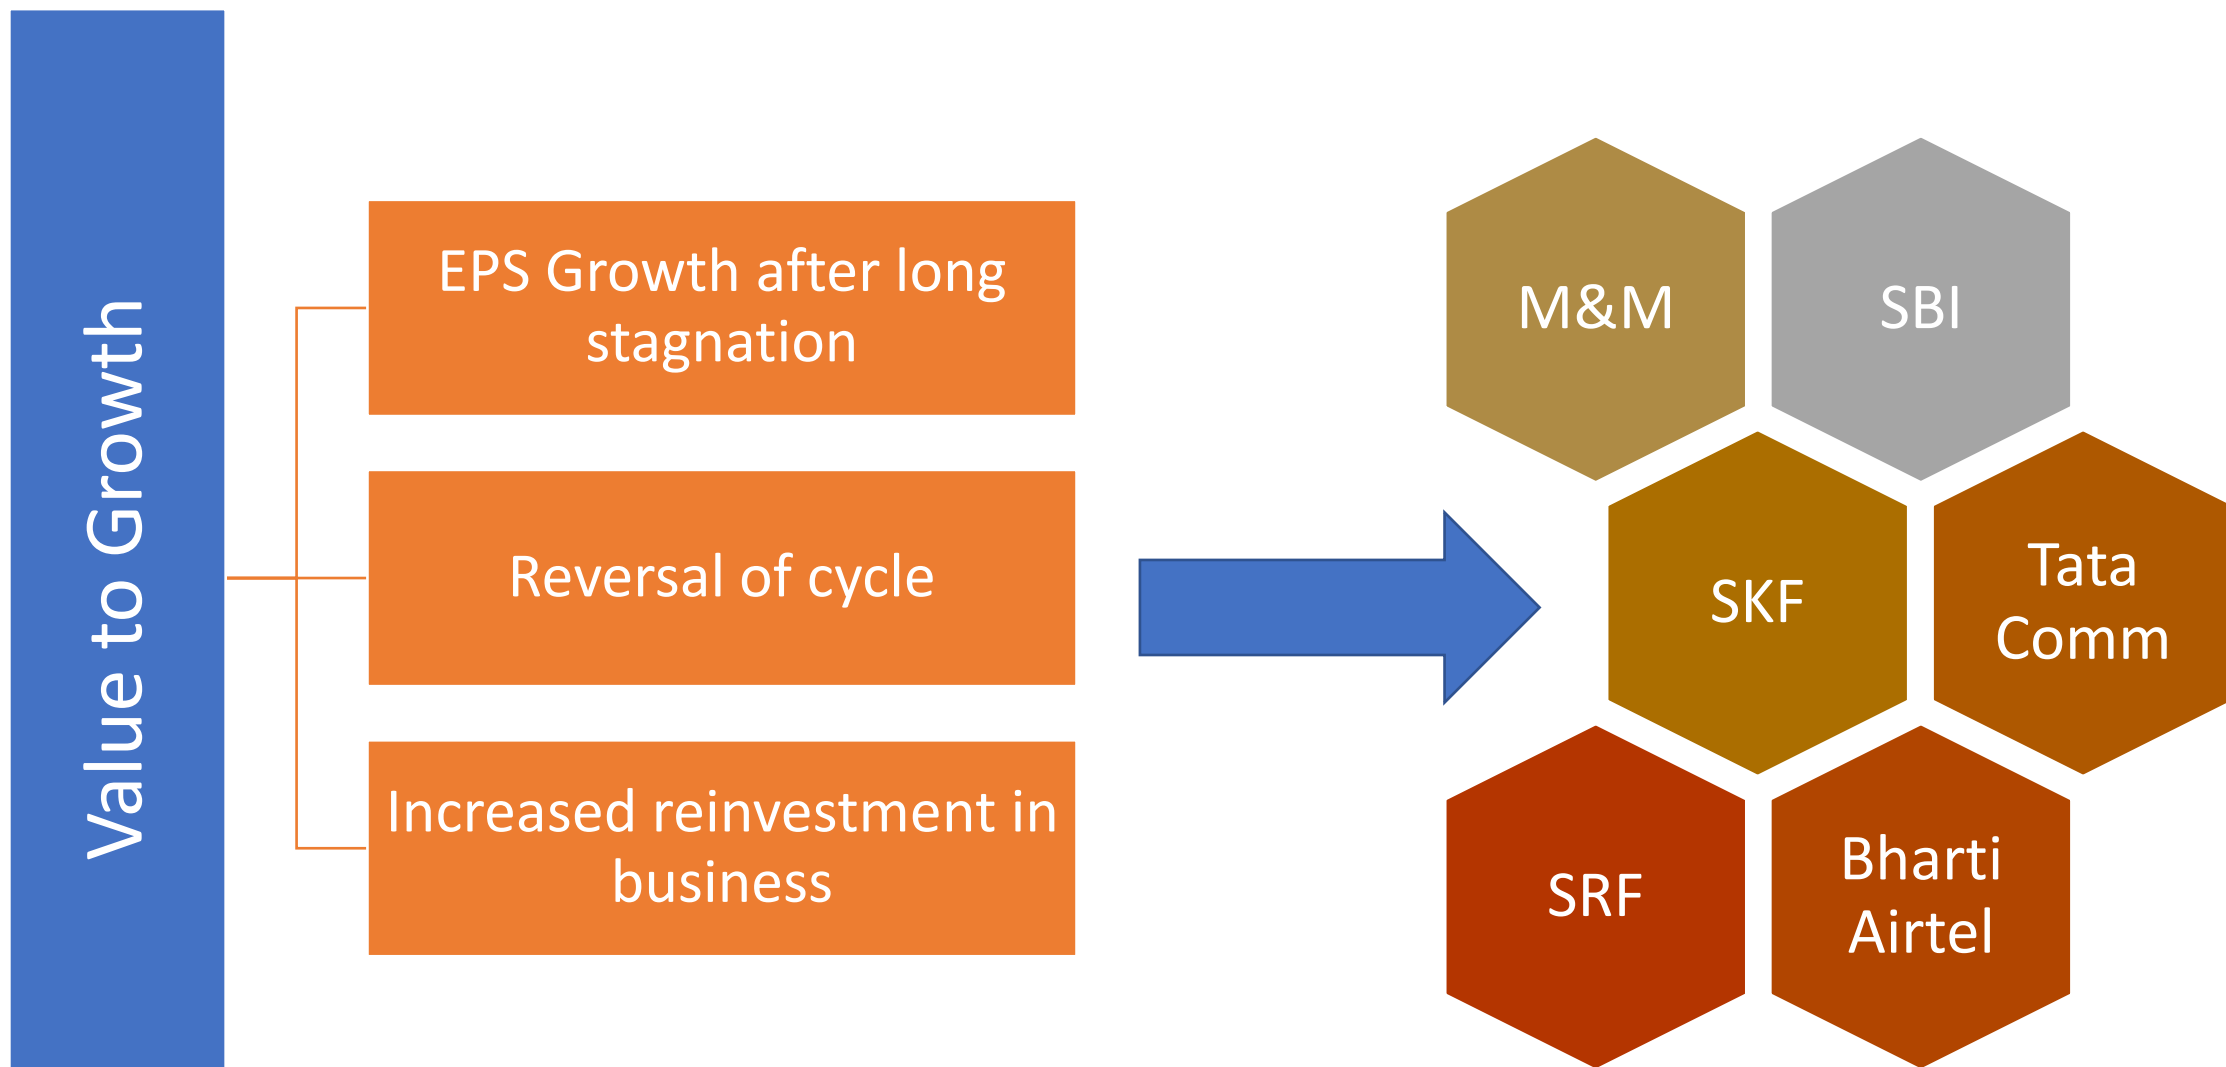 Value to Growth
EPS Growth after long
stagnation
Reversal of cycle
Increased reinvestment in
business
M&M
SBI
SKF
Tata
Comm
SRF
Bharti
Airtel